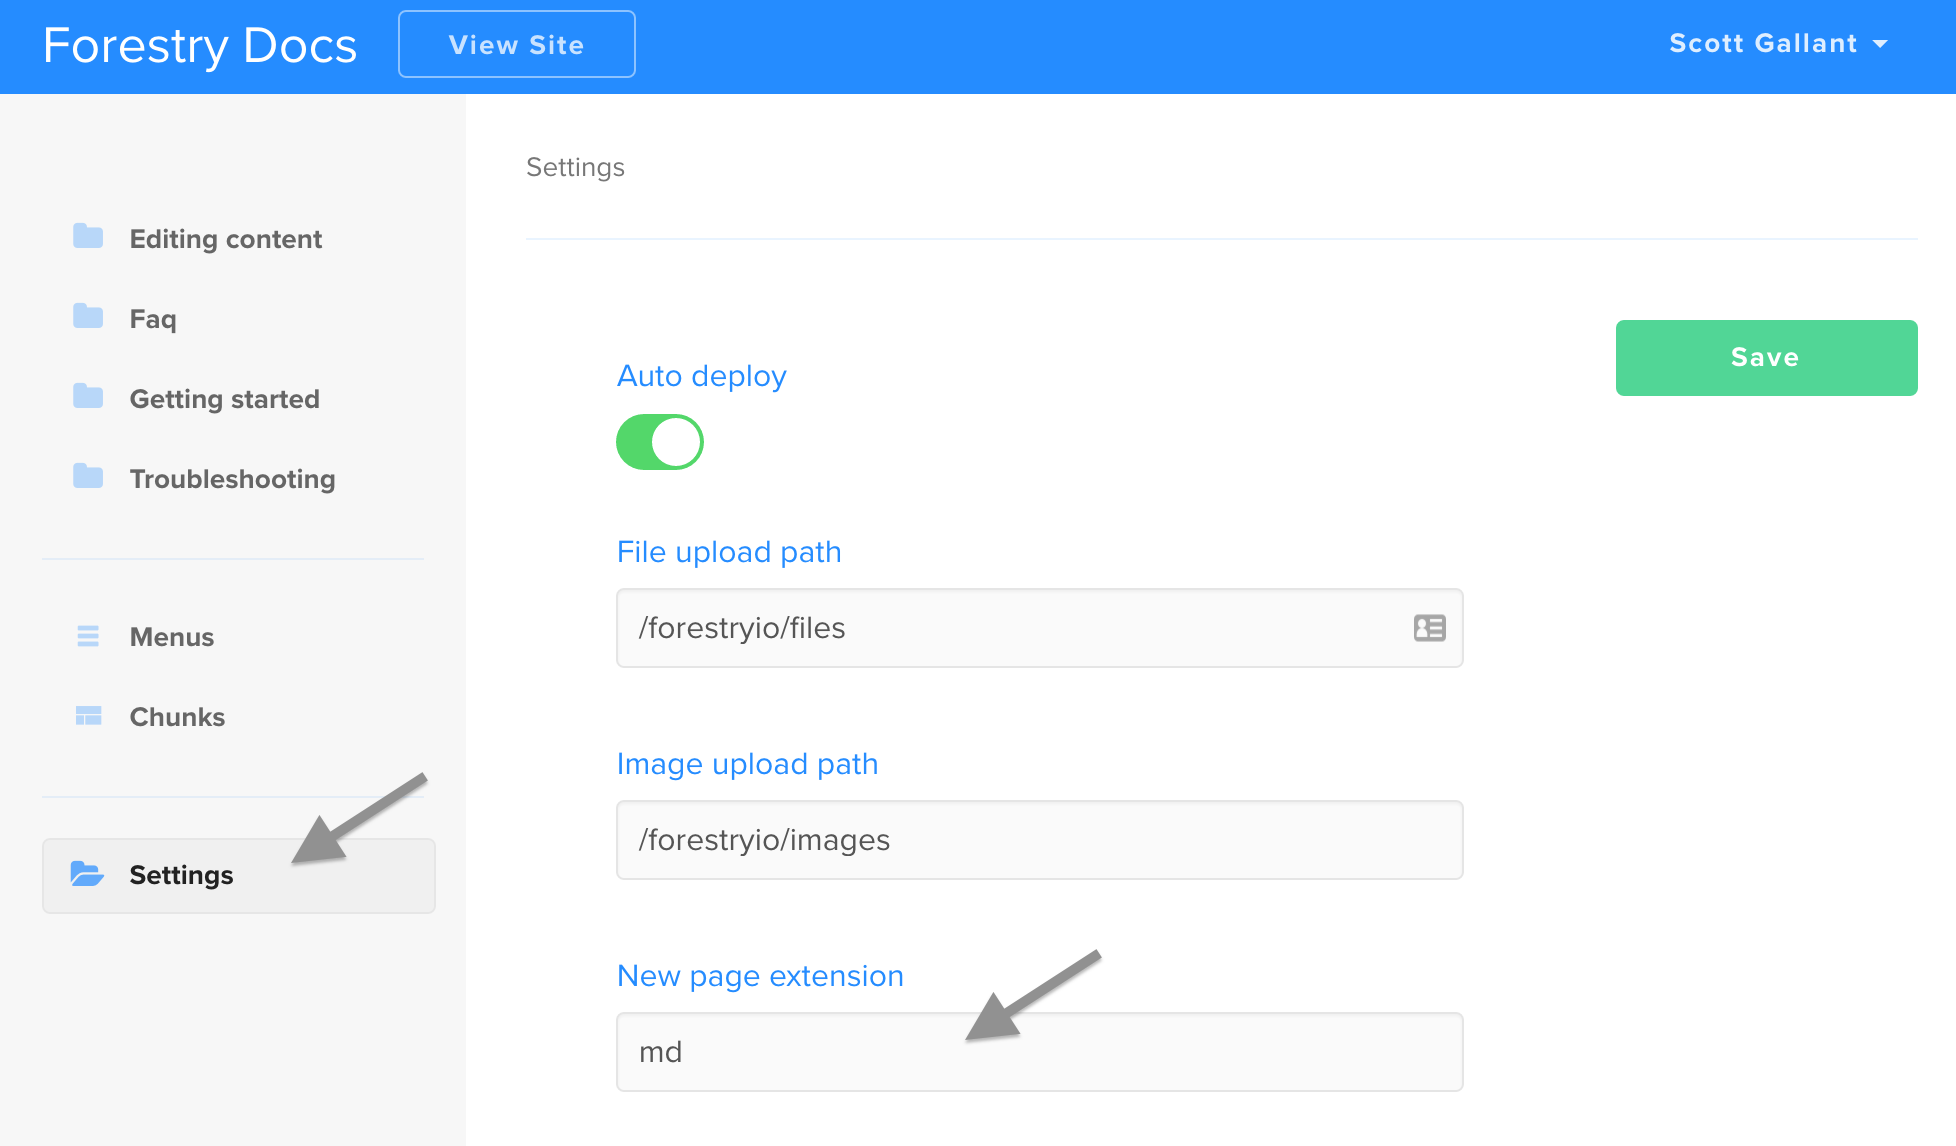 Forestry Docs
View Site
Scott Gallant
Editing content
Faq
Getting started
Troubleshooting
Menus
Chunks
Settings
Settings
Save
Auto deploy
File upload path
/forestryio/files
Image upload path
/forestryio/images
New page extension
md